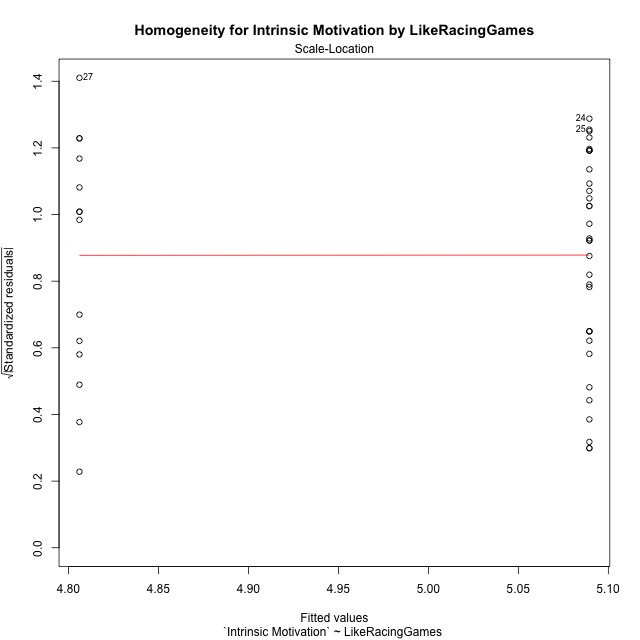 Homogeneity for Intrinsic Motivation by LikeRacingGames
Scale-Location
1.4
1.2
1.0
0.8
0.6
0.4
0.2
0.0
√|Standardized residuals|
27
24
25
4.80 4.85 4.90 4.95 5.00 5.05 5.10
Fitted values
`Intrinsic Motivation` ~ LikeRacingGames